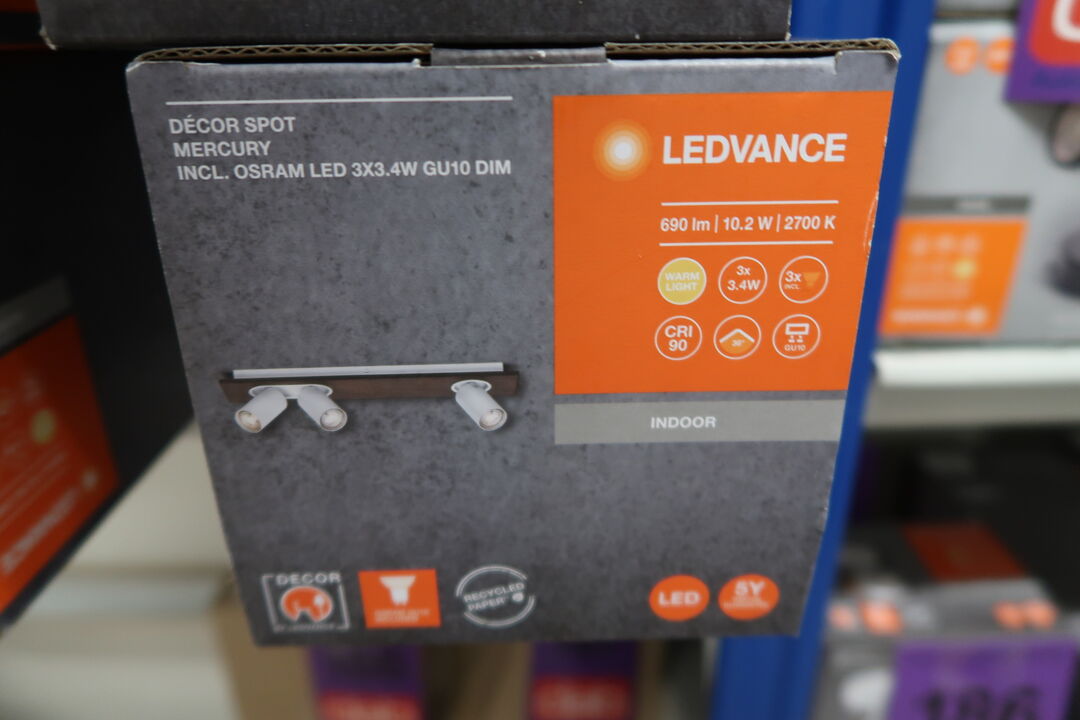 DÉCOR SPOT
MERCURY
INCL. OSRAM LED 3X3.4W GU10 DIM
LEDVANCE
690 lm | 10.2 W | 2700 K
WARM
LIGHT
3x
3.4W
3x
INCL.
CRI
90
36°
GU10
INDOOR
DECOR
RECYCLED
PAPER
LED
5Y
186